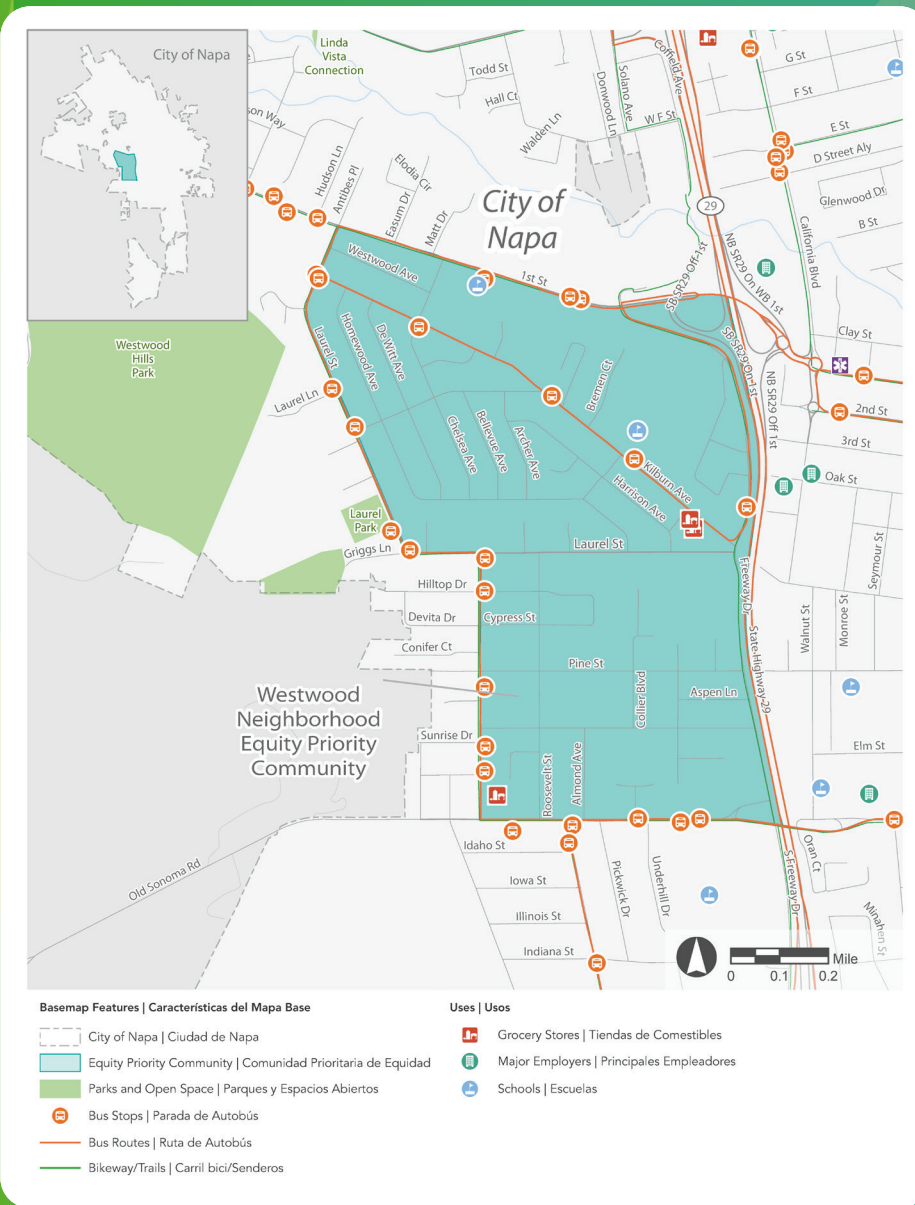 City of Napa
Linda
Vista
Connection
Todd St
Hall Ct
Walden Ln
Donwood Ln
Solano Ave
Coffield Ave
W F St
G St
F St
E St
D Street Aly
Glenwood Dr
B St
California Blvd
son Way
Hudson Ln
Antibes Pl
Elodia Cir
Easum Dr
Matt Dr
City of
Napa
29
NB SR29 On WB 1st
SB SR29 Off 1st
Westwood Ave
1st St
Clay St
2nd St
3rd St
Oak St
SB SR29 On 1st
NB SR29 Off 1st
Westwood
Hills
Park
Laurel St
Homewood Ave
De Witt Ave
Laurel Ln
Chelsea Ave
Bellevue Ave
Archer Ave
Bremen Ct
Kilburn Ave
Harrison Ave
Laurel
Park
Griggs Ln
Laurel St
Seymour St
Hilltop Dr
Devita Dr
Cypress St
Conifer Ct
Freeway Dr
State Highway 29
Walnut St
Monroe St
Pine St
Collier Blvd
Aspen Ln
Westwood
Neighborhood
Equity Priority
Community
Sunrise Dr
Roosevelt St
Almond Ave
Elm St
Old Sonoma Rd
Idaho St
Iowa St
Illinois St
Indiana St
Pickwick Dr
Underhill Dr
S Freeway Dr
Oran Ct
Minahen St
Mile
0 0.1 0.2
Basemap Features | Características del Mapa Base
City of Napa | Ciudad de Napa
Equity Priority Community | Comunidad Prioritaria de Equidad
Parks and Open Space | Parques y Espacios Abiertos
Bus Stops | Parada de Autobús
Bus Routes | Ruta de Autobús
Bikeway/Trails | Carril bici/Senderos
Uses | Usos
Grocery Stores | Tiendas de Comestibles
Major Employers | Principales Empleadores
Schools | Escuelas